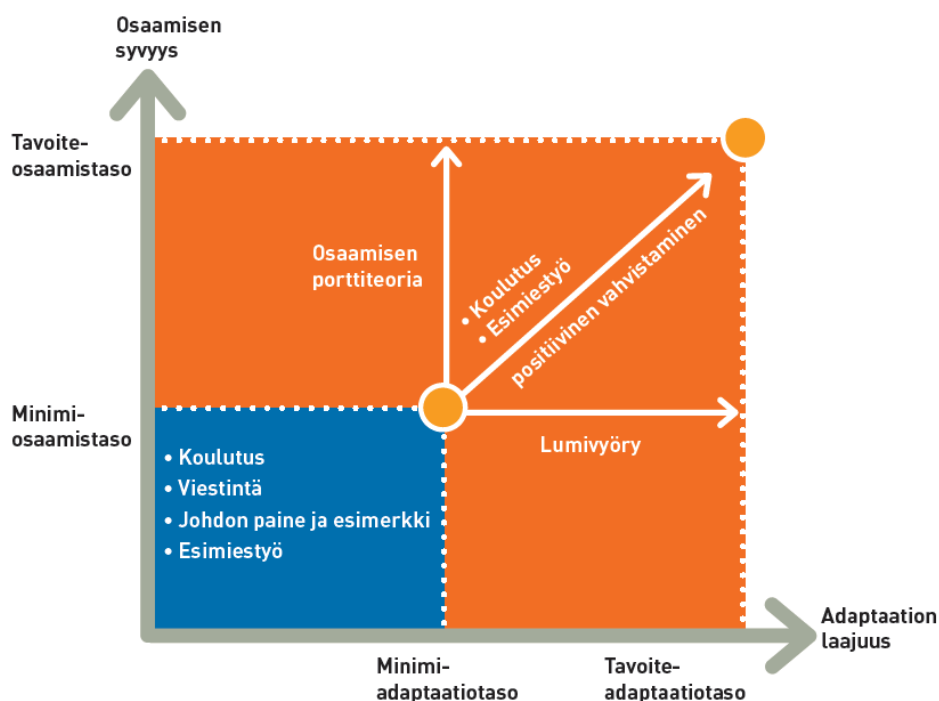 Osaamisen
syvyys
Tavoite-
osaamistaso
Osaamisen
porttiteoria
• Koulutus
• Esimiestyö
positiivinen vahvistaminen
Minimi-
osaamistaso
Lumivyöry
• Koulutus
• Viestintä
• Johdon paine ja esimerkki
• Esimiestyö
Adaptaation
laajuus
Minimi-
adaptaatiotaso
Tavoite-
adaptaatiotaso